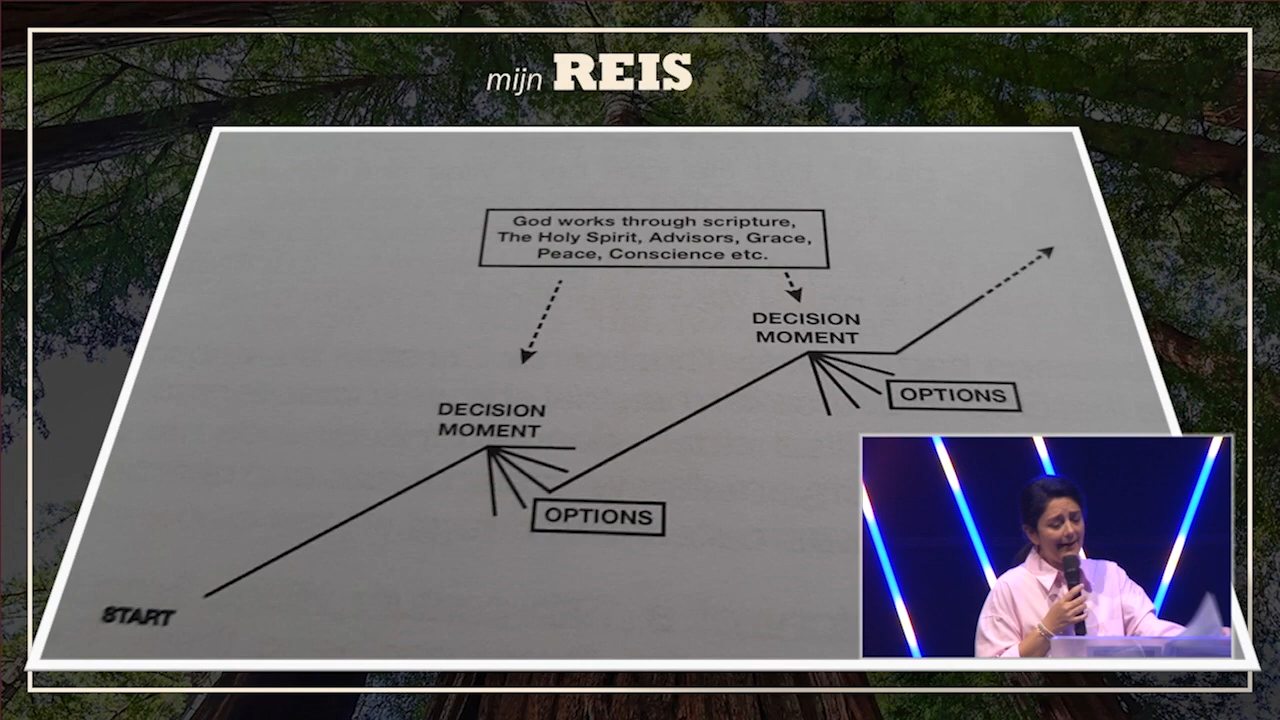 mijn REIS
God works through scripture,
The Holy Spirit, Advisors, Grace,
Peace, Conscience etc.
DECISION
MOMENT
OPTIONS
DECISION
MOMENT
OPTIONS
START